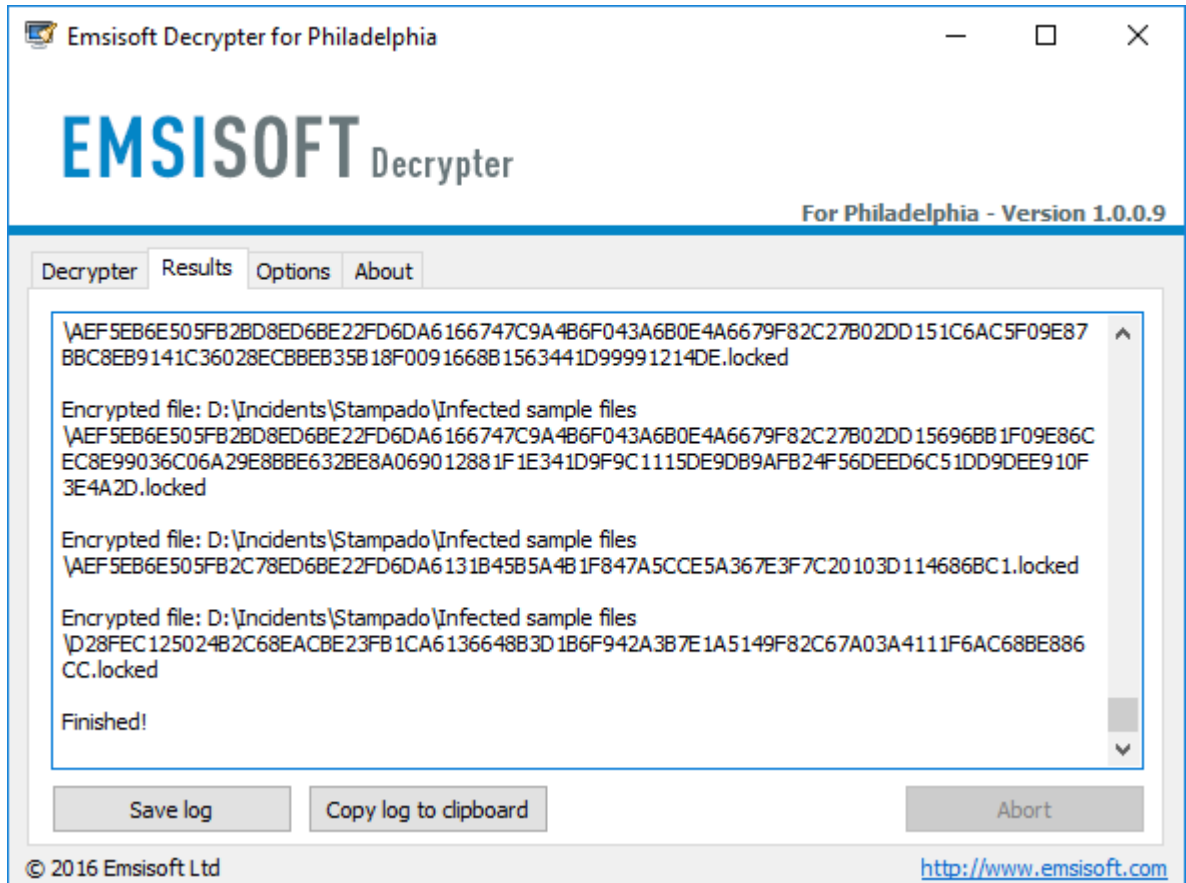 Emsisoft Decrypter for Philadelphia
EMSISOFT Decrypter
For Philadelphia - Version 1.0.0.9
Decrypter Results Options About
\AEF5EB6E505FB2BD8ED6BE22FD6DA6166747C9A4B6F043A6B0E4A6679F82C27B02DD151C6AC5F09E87
BBC8EB9141C36028ECBBEB35B18F0091668B1563441D99991214DE.locked
Encrypted file: D:\Incidents\Stampado\Infected sample files
\AEF5EB6E505FB2BD8ED6BE22FD6DA6166747C9A4B6F043A6B0E4A6679F82C27B02DD15696BB1F09E86C
EC8E99036C06A29E8BBE632BE8A069012881F1E341D9F9C1115DE9DB9AFB24F56DEED6C51DD9DEE910F
3E4A2D.locked
Encrypted file: D:\Incidents\Stampado\Infected sample files
\AEF5EB6E505FB2C78ED6BE22FD6DA6131B45B5A4B1F847A5CCE5A367E3F7C20103D114686BC1.locked
Encrypted file: D:\Incidents\Stampado\Infected sample files
\D28FEC125024B2C68EACBE23FB1CA6136648B3D1B6F942A3B7E1A5149F82C67A03A4111F6AC68BE886
CC.locked
Finished!
Save log Copy log to clipboard Abort
© 2016 Emsisoft Ltd http://www.emsisoft.com